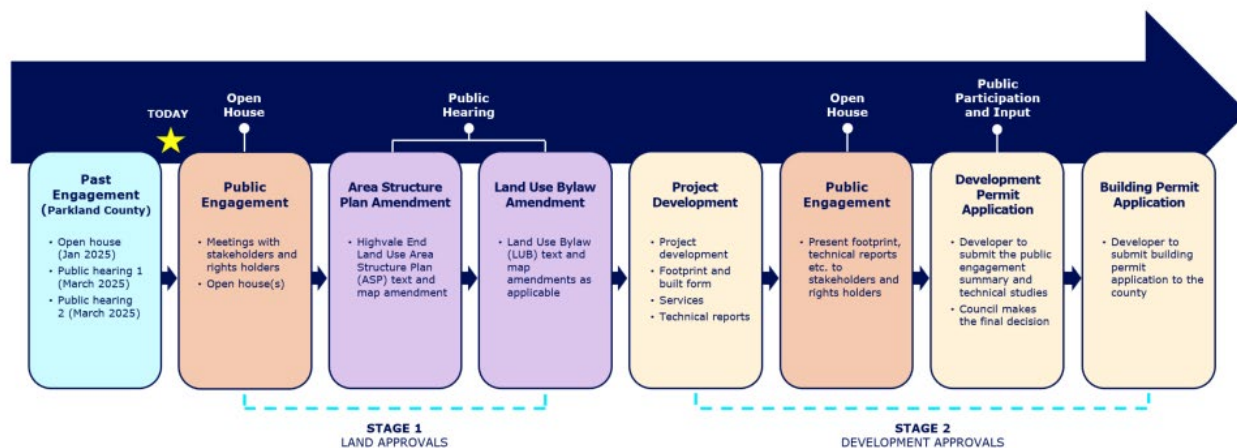 TODAY
Open
House
Public
Hearing
Open
House
Public
Participation
and Input
Past
Engagement
(Parkland County)
• Open house
(Jan 2025)
• Public hearing 1
(March 2025)
• Public hearing
2 (March 2025)
Public
Engagement
• Meetings with
stakeholders and
rights holders
• Open house(s)
Area Structure
Plan Amendment
• Highvale End
Land Use Area
Structure Plan
(ASP) text and
map amendment
Land Use Bylaw
Amendment
• Land Use Bylaw
(LUB) text and
map
amendments as
applicable
Project
Development
• Project
development
• Footprint and
built form
• Services
• Technical reports
Public
Engagement
• Present footprint,
technical reports
etc. to
stakeholders and
rights holders
Development
Permit
Application
• Developer to
submit the public
engagement
summary and
technical studies
• Council makes
the final decision
Building Permit
Application
• Developer to
submit building
permit
application to the
county
STAGE 1
LAND APPROVALS
STAGE 2
DEVELOPMENT APPROVALS